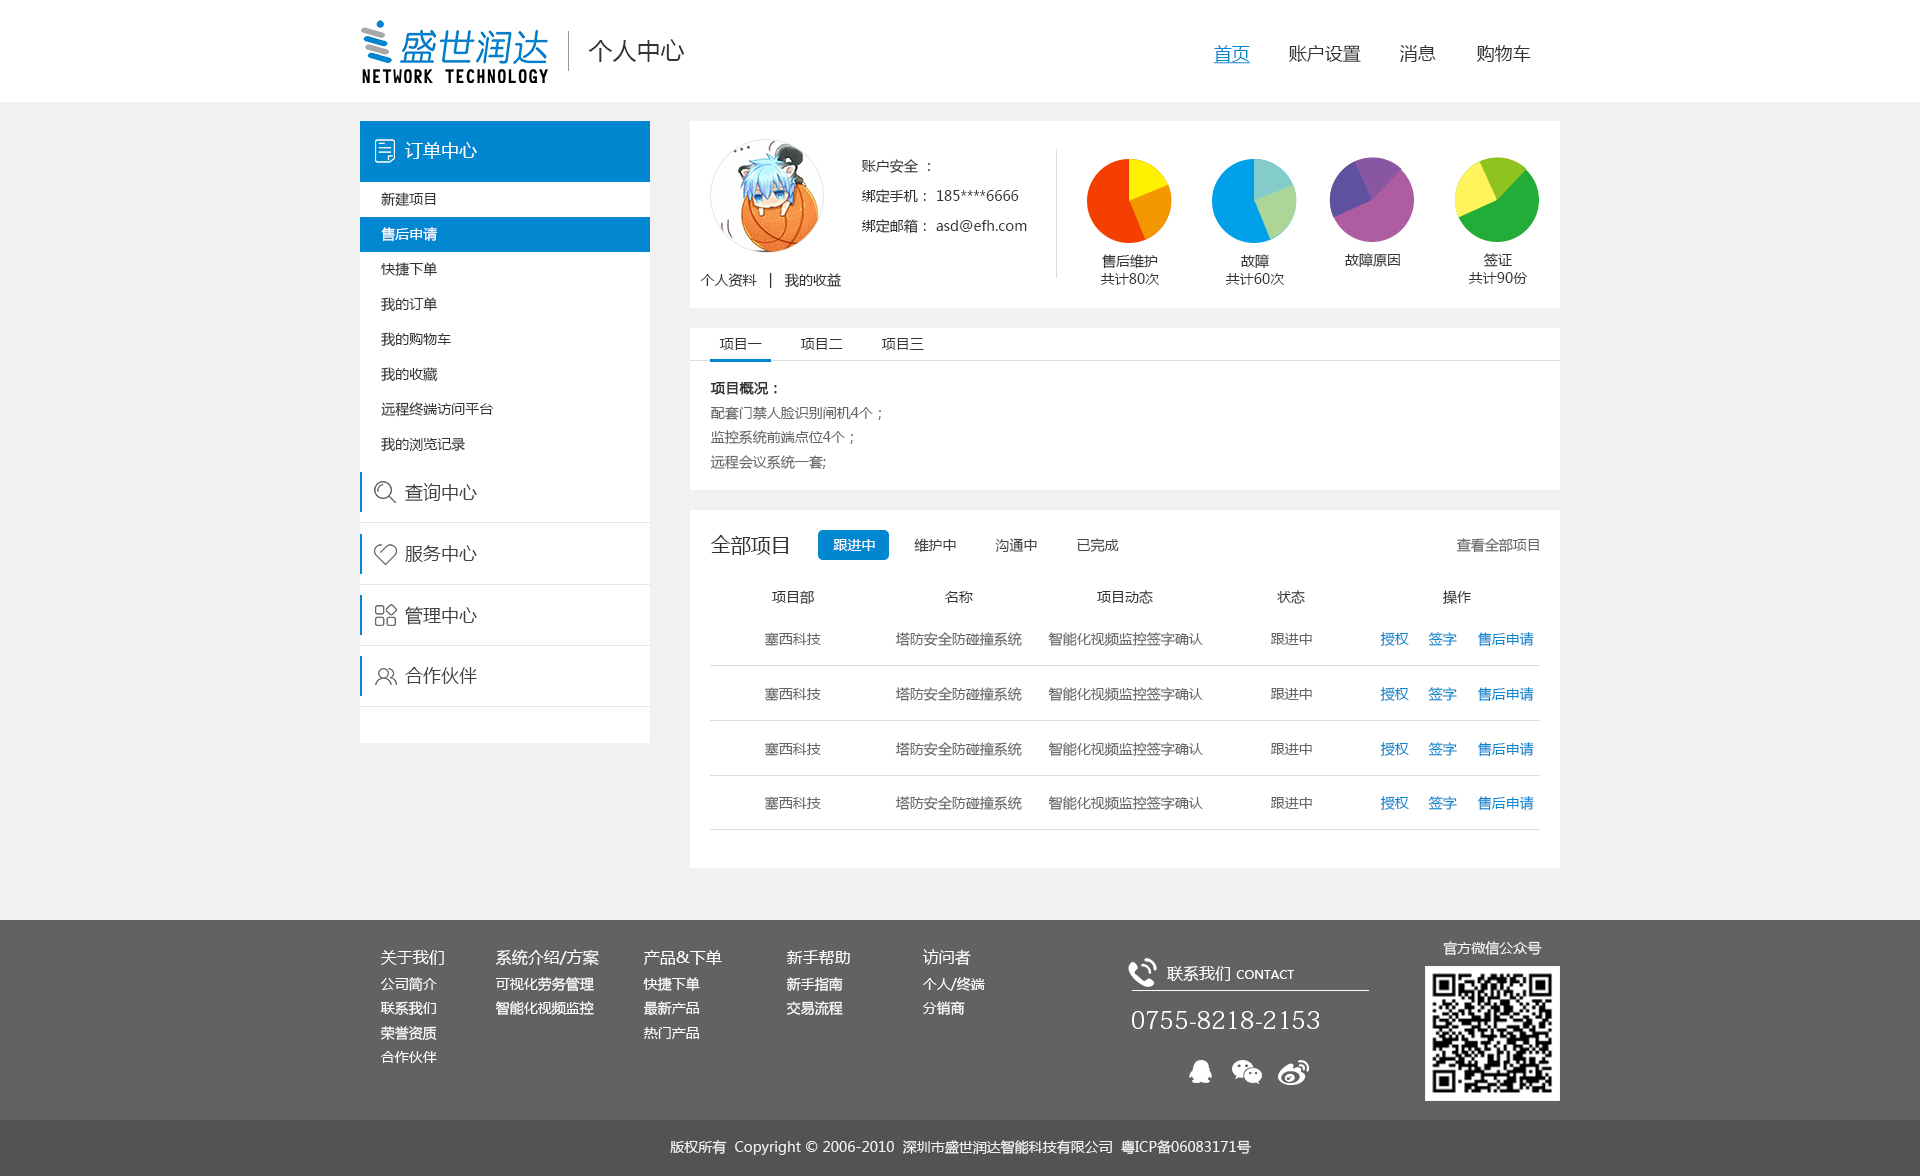 盛世润达
NETWORK TECHNOLOGY
个人中心
首页 账户设置 消息 购物车
订单中心
新建项目
售后申请
快捷下单
我的订单
我的购物车
我的收藏
远程终端访问平台
我的浏览记录
查询中心
服务中心
管理中心
合作伙伴
账户安全 ：
绑定手机 ：185****6666
绑定邮箱 ：asd@efh.com
个人资料 | 我的收益
售后维护
共计80次
故障
共计60次
故障原因
签证
共计90份
项目一 项目二 项目三
项目概况：
配套门禁人脸识别闸机4个；
监控系统前端点位4个；
远程会议系统一套;
全部项目 跟进中 维护中 沟通中 已完成 查看全部项目
项目部 名称 项目动态 状态 操作
塞西科技 塔防安全防碰撞系统 智能化视频监控签字确认 跟进中 授权 签字 售后申请
塞西科技 塔防安全防碰撞系统 智能化视频监控签字确认 跟进中 授权 签字 售后申请
塞西科技 塔防安全防碰撞系统 智能化视频监控签字确认 跟进中 授权 签字 售后申请
塞西科技 塔防安全防碰撞系统 智能化视频监控签字确认 跟进中 授权 签字 售后申请
关于我们
公司简介
联系我们
荣誉资质
合作伙伴
系统介绍/方案
可视化劳务管理
智能化视频监控
产品&下单
快捷下单
最新产品
热门产品
新手帮助
新手指南
交易流程
访问者
个人/终端
分销商
联系我们 CONTACT
0755-8218-2153
官方微信公众号
版权所有 Copyright © 2006-2010 深圳市盛世润达智能科技有限公司 粤ICP备06083171号